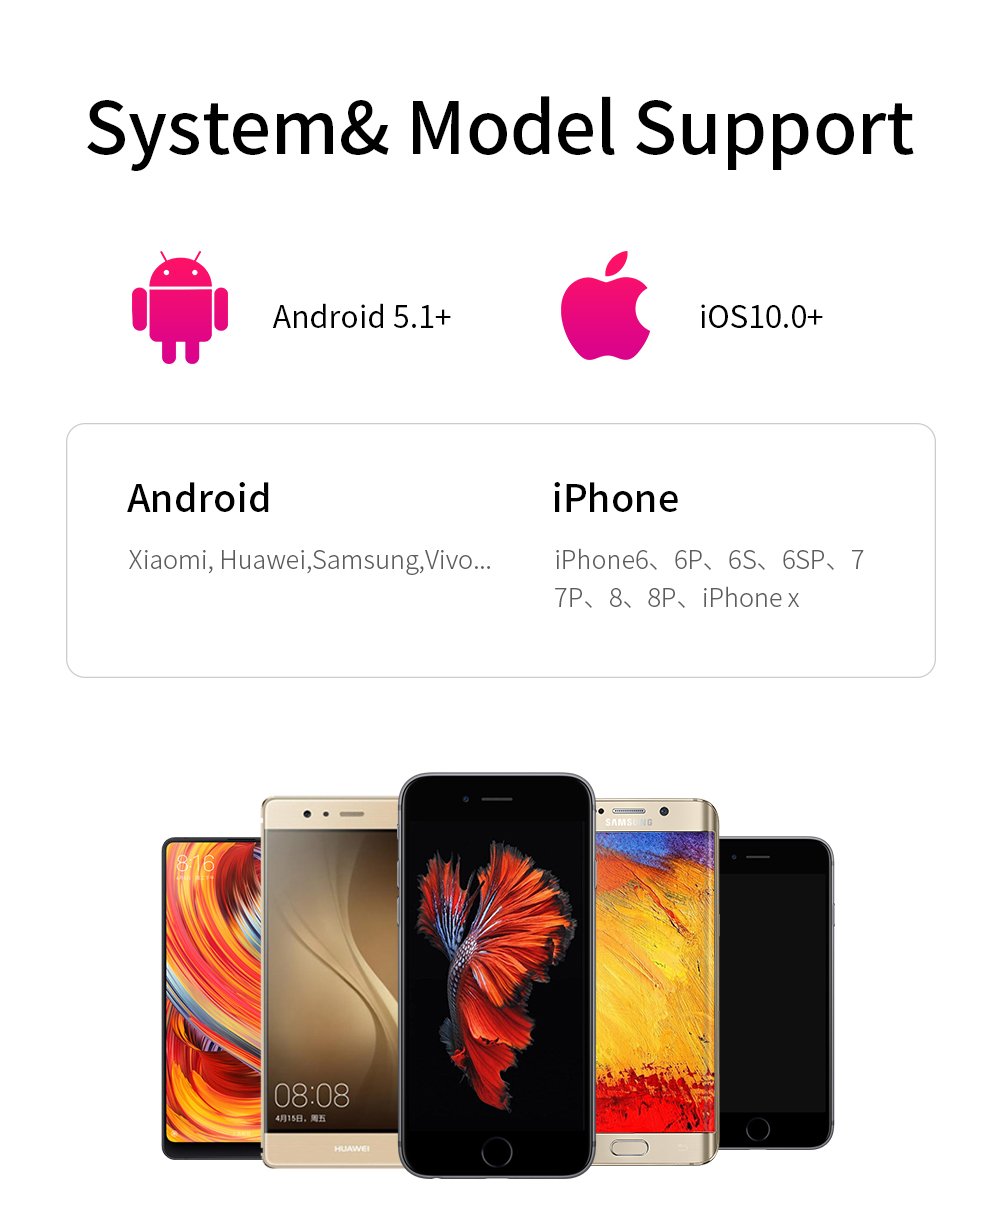 System& Model Support
Android 5.1+
iOS10.0+
Android
Xiaomi, Huawei,Samsung,Vivo...
iPhone
iPhone6、6P、6S、6SP、7
7P、8、8P、iPhone x
SAMSUNG
8:16
08:08
4月15日，周五
HUAWEI